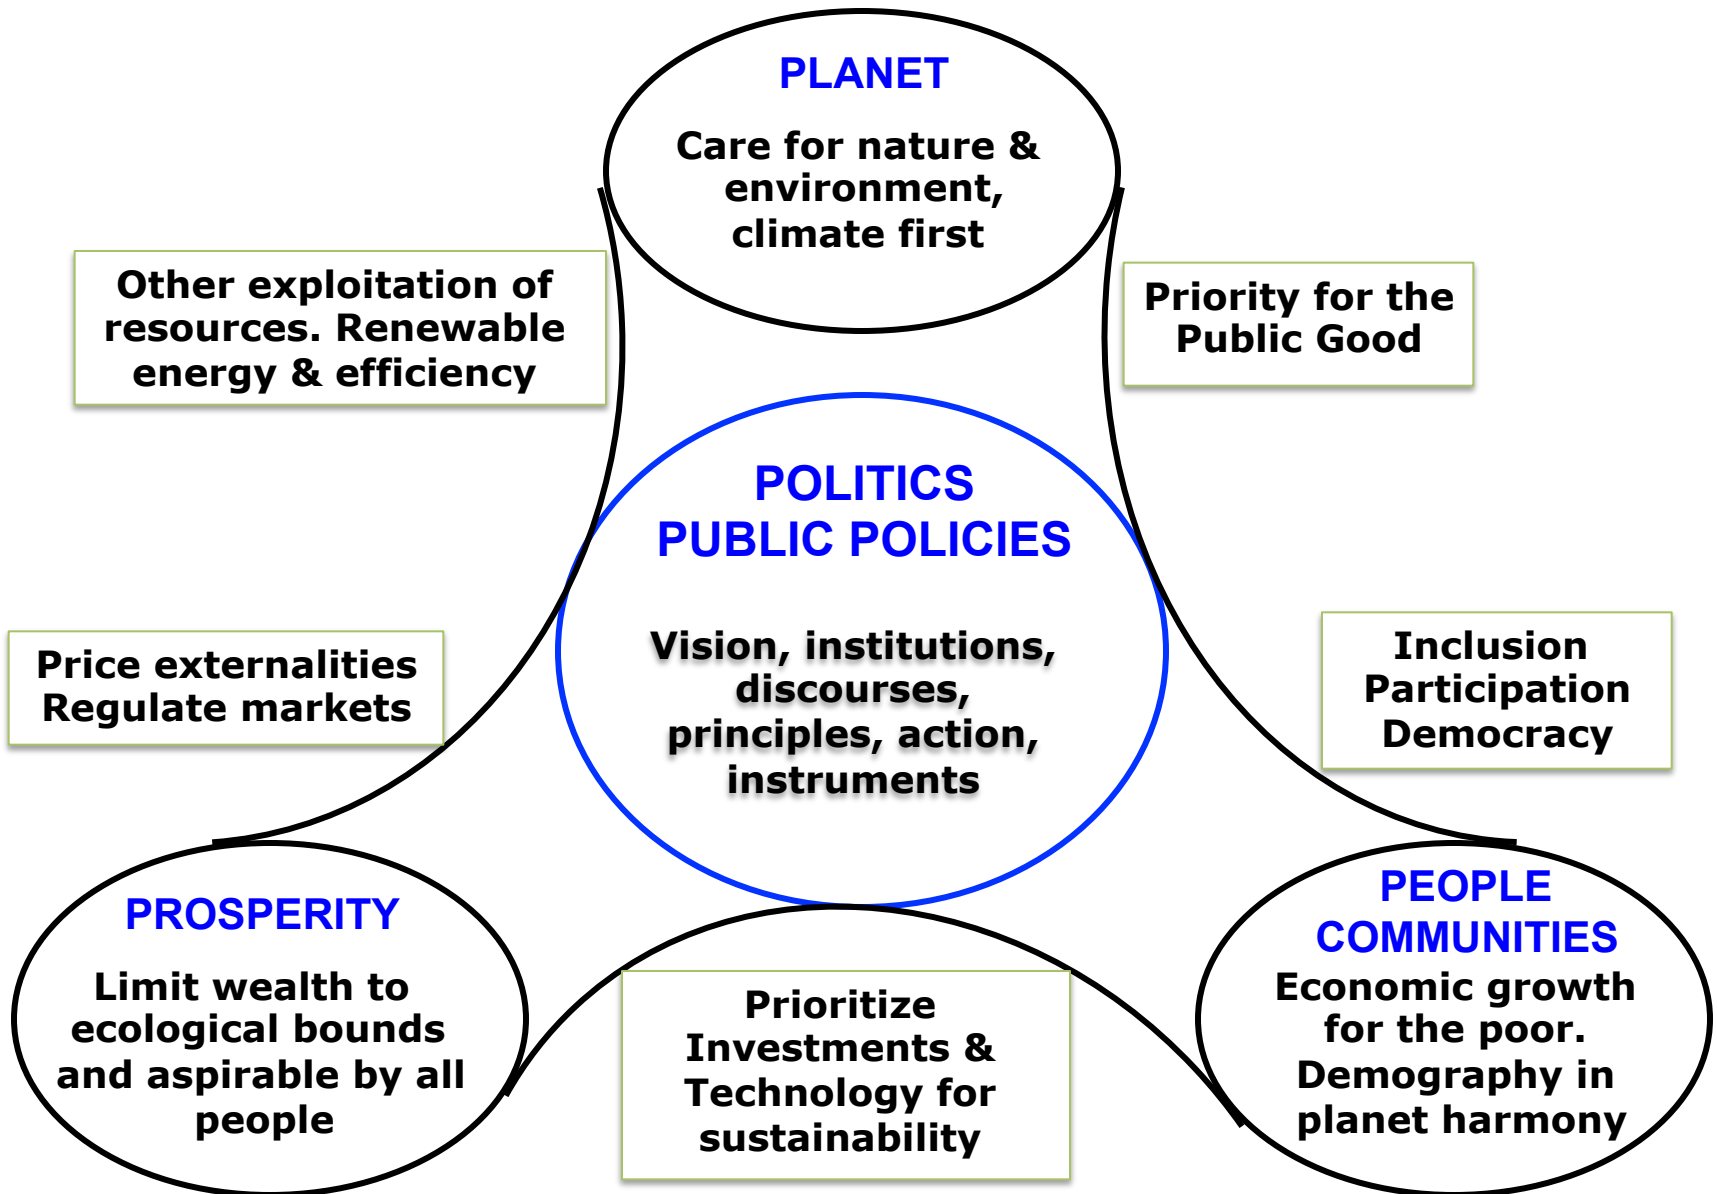 PLANET
Care for nature &
environment,
climate first
Other exploitation of
resources. Renewable
energy & efficiency
Priority for the
Public Good
POLITICS
PUBLIC POLICIES
Vision, institutions,
discourses,
principles, action,
instruments
Price externalities
Regulate markets
Inclusion
Participation
Democracy
PROSPERITY
Limit wealth to
ecological bounds
and aspirable by all
people
Prioritize
Investments &
Technology for
sustainability
PEOPLE
COMMUNITIES
Economic growth
for the poor.
Demography in
planet harmony